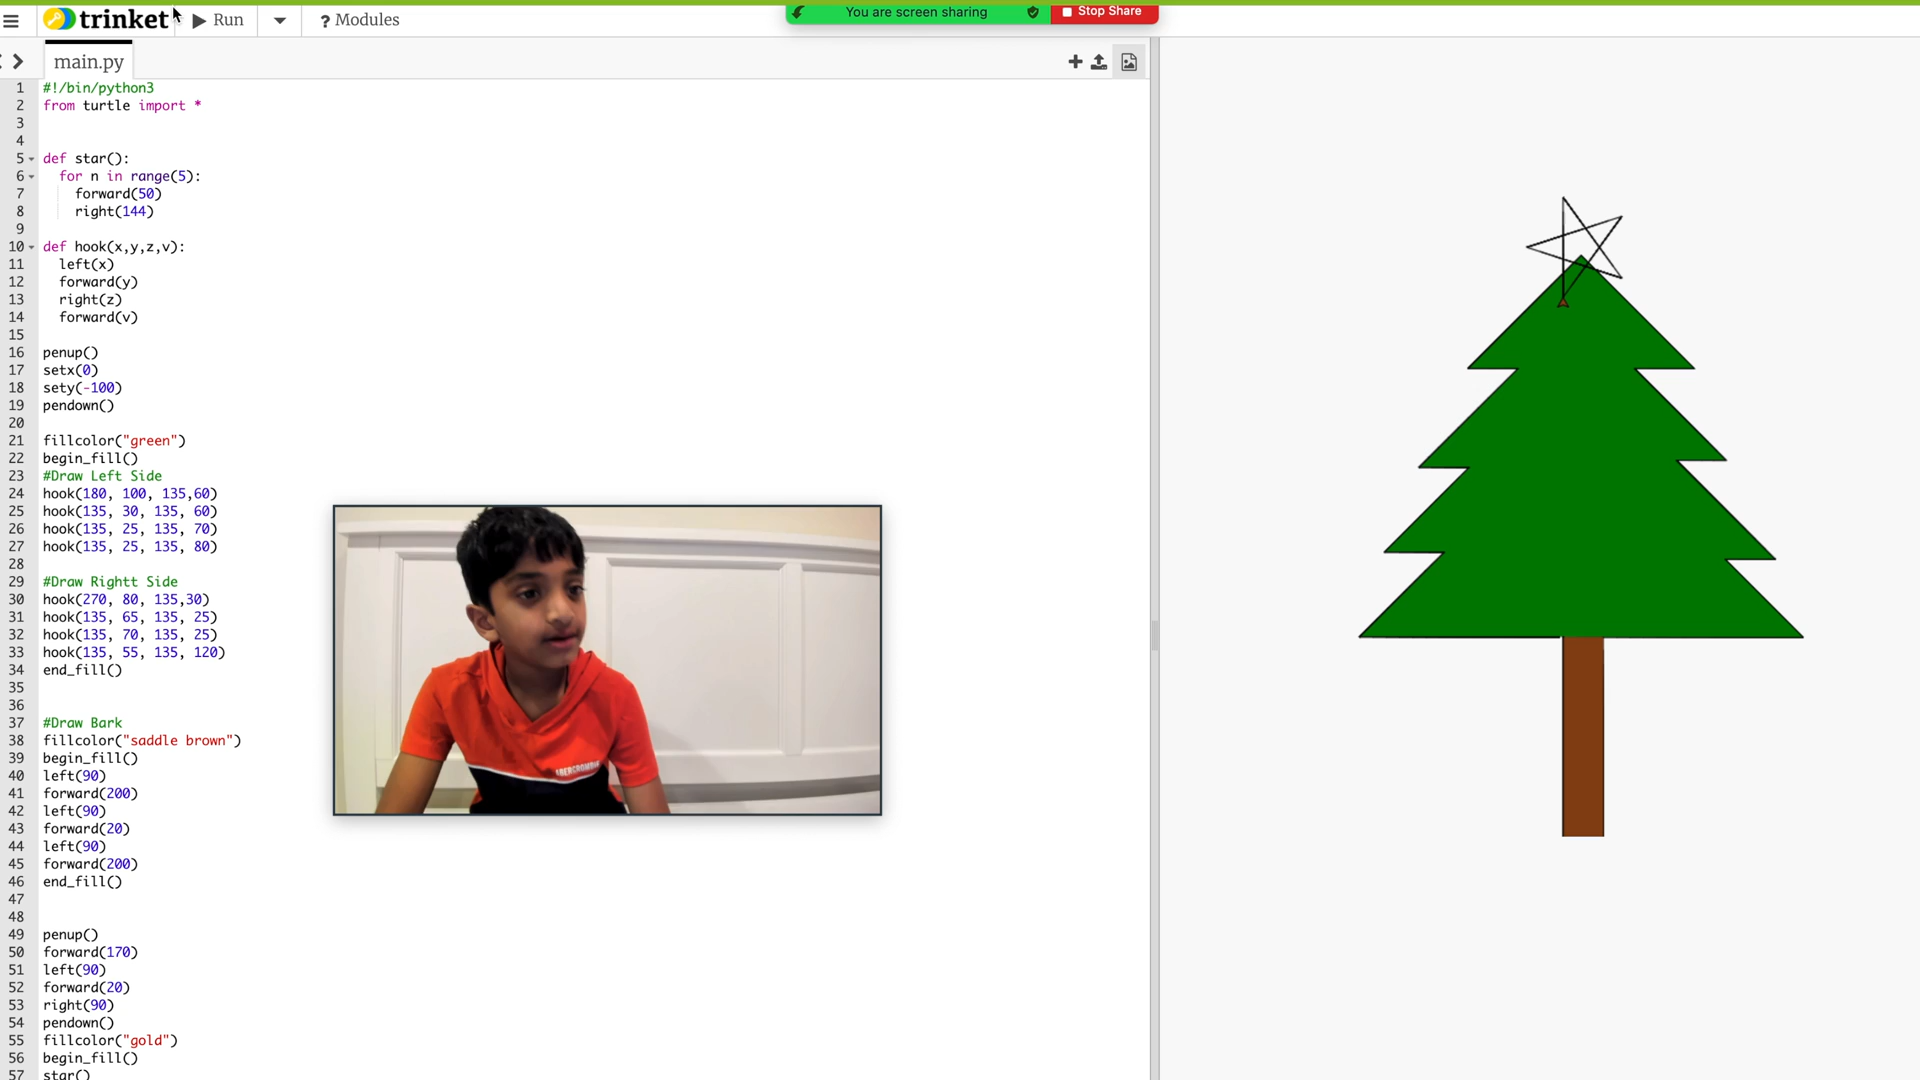 trinket Run ? Modules
You are screen sharing Stop Share
main.py
1 #!/bin/python3
2 from turtle import *
3
4
5 def star():
6 for n in range(5):
7 forward(50)
8 right(144)
9
10 def hook(x,y,z,v):
11 left(x)
12 forward(y)
13 right(z)
14 forward(v)
15
16 penup()
17 setx(0)
18 sety(-100)
19 pendown()
20
21 fillcolor("green")
22 begin_fill()
23 #Draw Left Side
24 hook(180, 100, 135,60)
25 hook(135, 30, 135, 60)
26 hook(135, 25, 135, 70)
27 hook(135, 25, 135, 80)
28
29 #Draw Rightt Side
30 hook(270, 80, 135,30)
31 hook(135, 65, 135, 25)
32 hook(135, 70, 135, 25)
33 hook(135, 55, 135, 120)
34 end_fill()
35
36
37 #Draw Bark
38 fillcolor("saddle brown")
39 begin_fill()
40 left(90)
41 forward(200)
42 left(90)
43 forward(20)
44 left(90)
45 forward(200)
46 end_fill()
47
48
49 penup()
50 forward(170)
51 left(90)
52 forward(20)
53 right(90)
54 pendown()
55 fillcolor("gold")
56 begin_fill()
57 star()
ABERCROMBIE